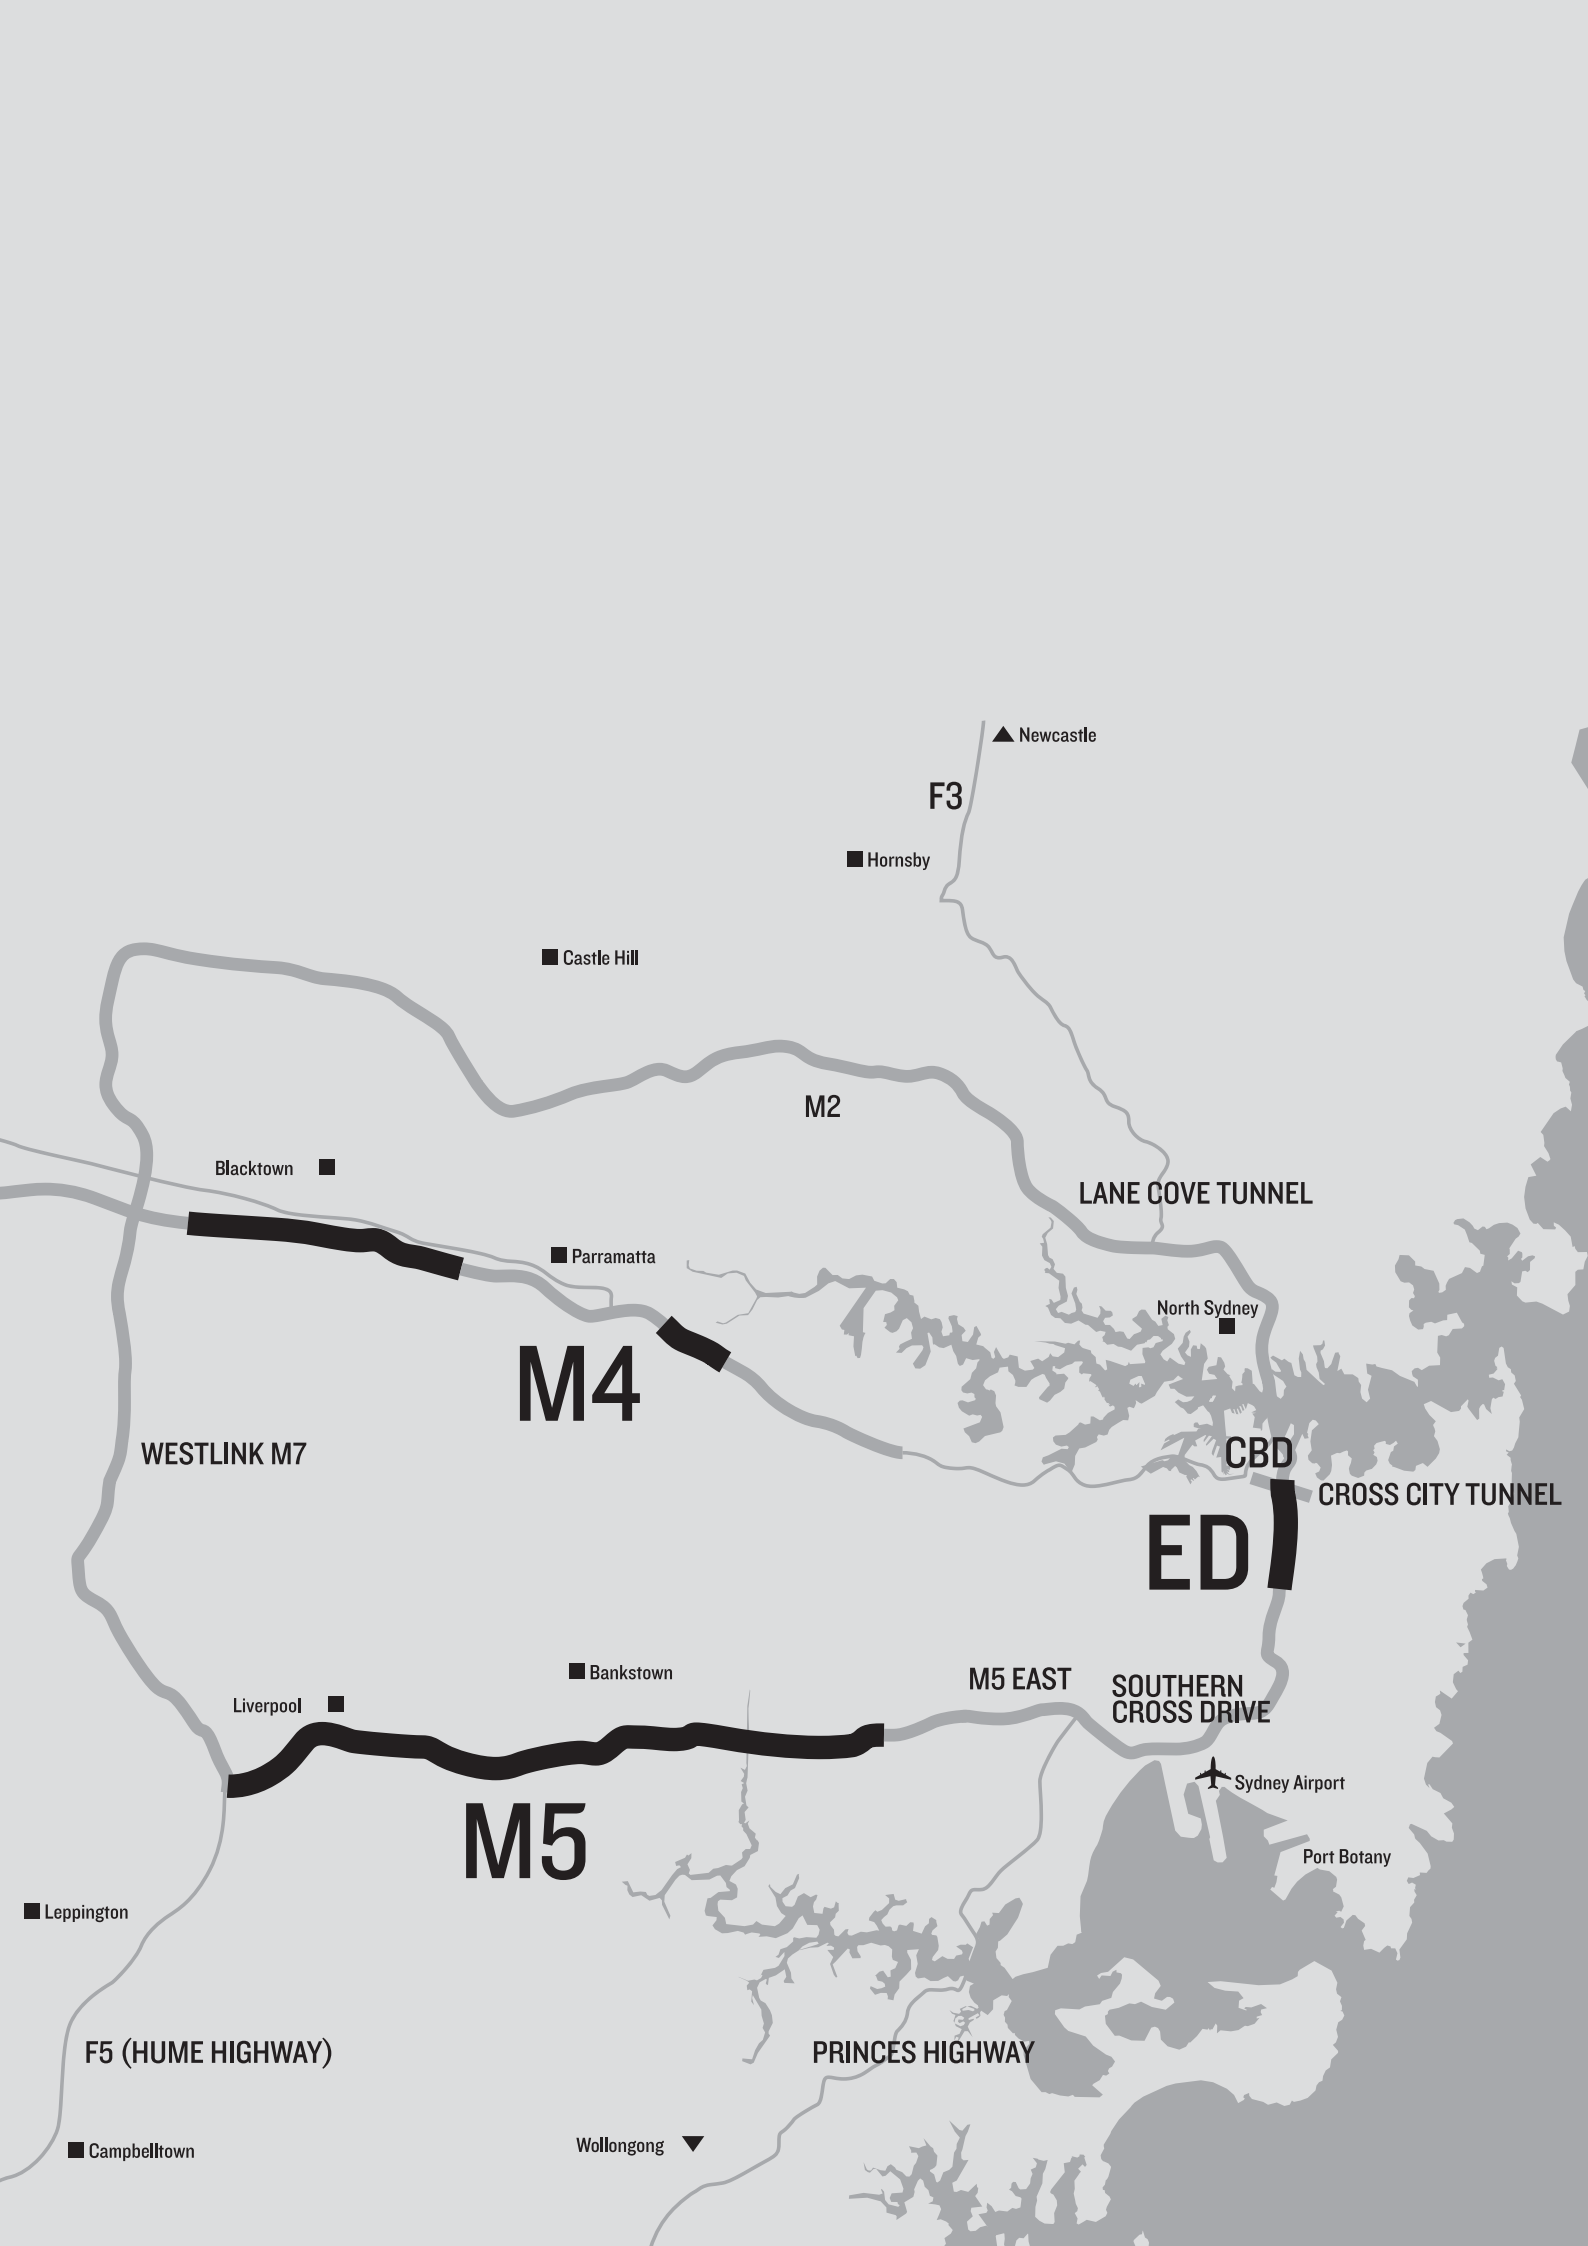 Newcastle
F3
Hornsby
Castle Hill
M2
Blacktown
LANE COVE TUNNEL
Parramatta
North Sydney
M4
WESTLINK M7
CBD
CROSS CITY TUNNEL
ED
Bankstown
M5 EAST
SOUTHERN
CROSS DRIVE
Liverpool
Sydney Airport
M5
Port Botany
Leppington
F5 (HUME HIGHWAY)
PRINCES HIGHWAY
Wollongong
Campbelltown